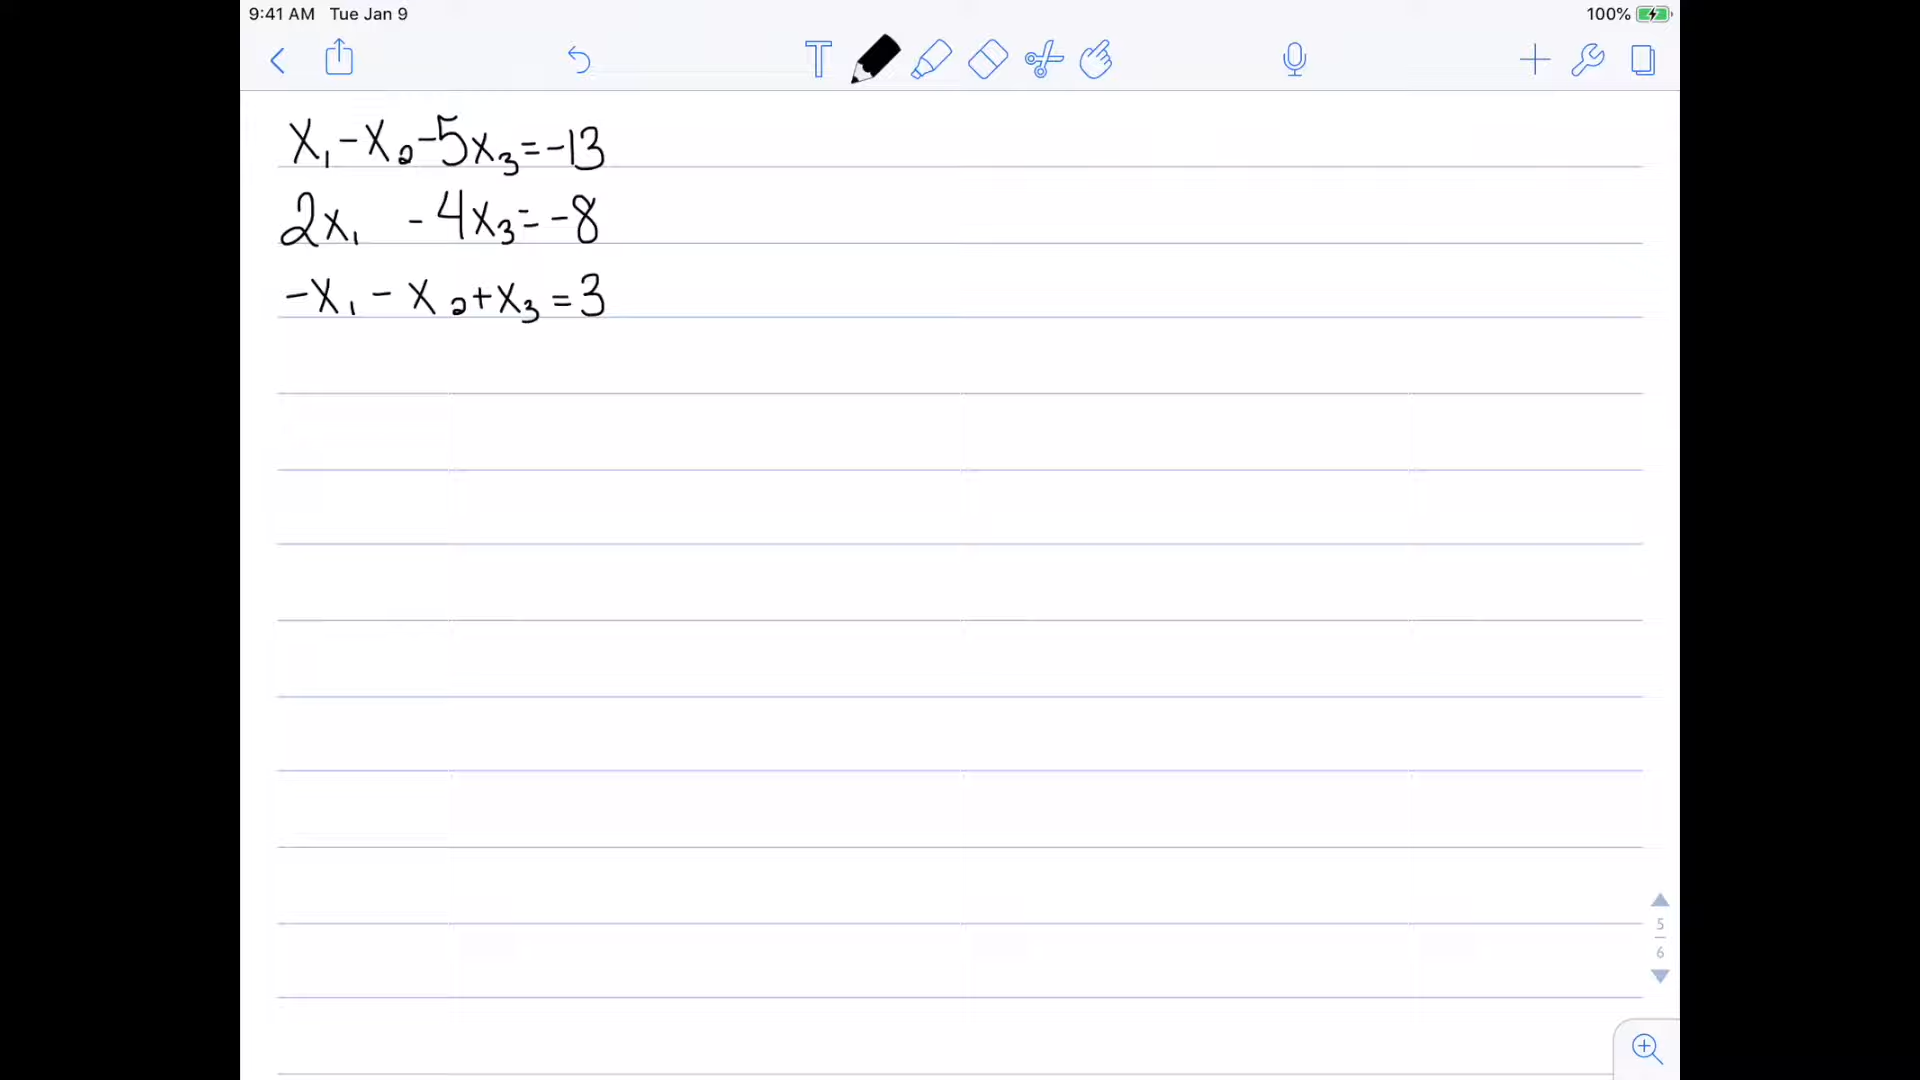 9:41 AM Tue Jan 9 100%
T
x₁-x₂-5x₃=-13
2x₁ -4x₃=-8
-x₁-x₂+x₃=3
5
6